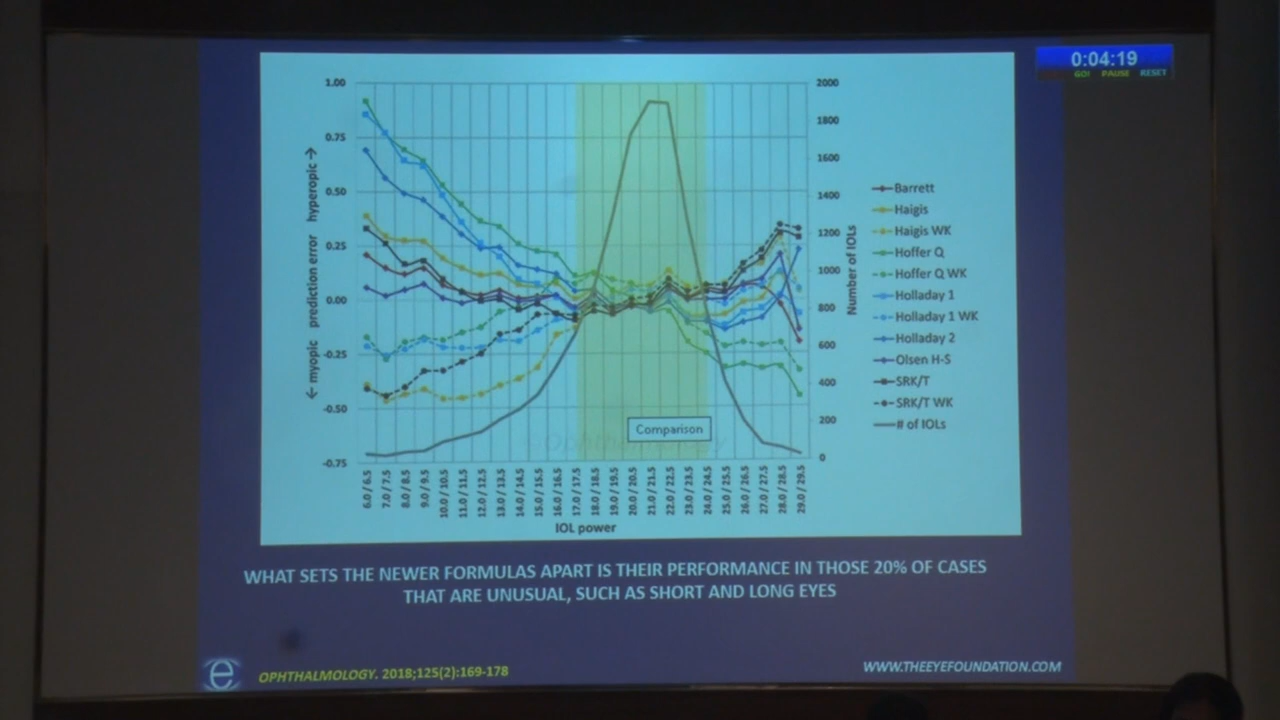 0:04:19
GO! PAUSE RESET
1.00
0.75
0.50
0.25
0.00
-0.25
-0.50
-0.75
← myopic prediction error hyperopic →
2000
1800
1600
1400
1200
1000
800
600
400
200
0
Number of IOLs
Barrett
Haigis
Haigis WK
Hoffer Q
Hoffer Q WK
Holladay 1
Holladay 1 WK
Holladay 2
Olsen H-S
SRK/T
SRK/T WK
# of IOLs
Comparison
6.0 / 6.5
7.0 / 7.5
8.0 / 8.5
9.0 / 9.5
10.0 / 10.5
11.0 / 11.5
12.0 / 12.5
13.0 / 13.5
14.0 / 14.5
15.0 / 15.5
16.0 / 16.5
17.0 / 17.5
18.0 / 18.5
19.0 / 19.5
20.0 / 20.5
21.0 / 21.5
22.0 / 22.5
23.0 / 23.5
24.0 / 24.5
25.0 / 25.5
26.0 / 26.5
27.0 / 27.5
28.0 / 28.5
29.0 / 29.5
IOL power
WHAT SETS THE NEWER FORMULAS APART IS THEIR PERFORMANCE IN THOSE 20% OF CASES
THAT ARE UNUSUAL, SUCH AS SHORT AND LONG EYES
e
OPHTHALMOLOGY. 2018;125(2):169-178
WWW.THEEYEFOUNDATION.COM